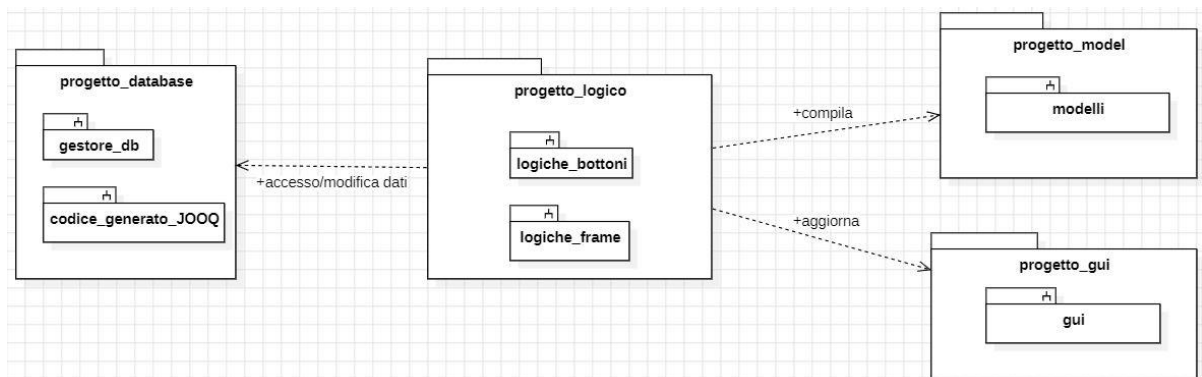 progetto_database
gestore_db
codice_generato_JOOQ
+accesso/modifica dati
progetto_logico
logiche_bottoni
logiche_frame
+compila
+aggiorna
progetto_model
modelli
progetto_gui
gui